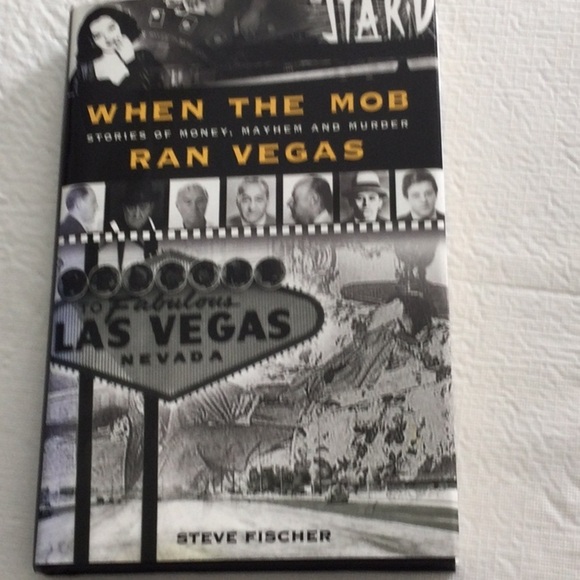 WHEN THE MOB
STORIES OF MONEY, MAYHEM AND MURDER
RAN VEGAS
WELCOME
TO Fabulous
LAS VEGAS
NEVADA
STEVE FISCHER